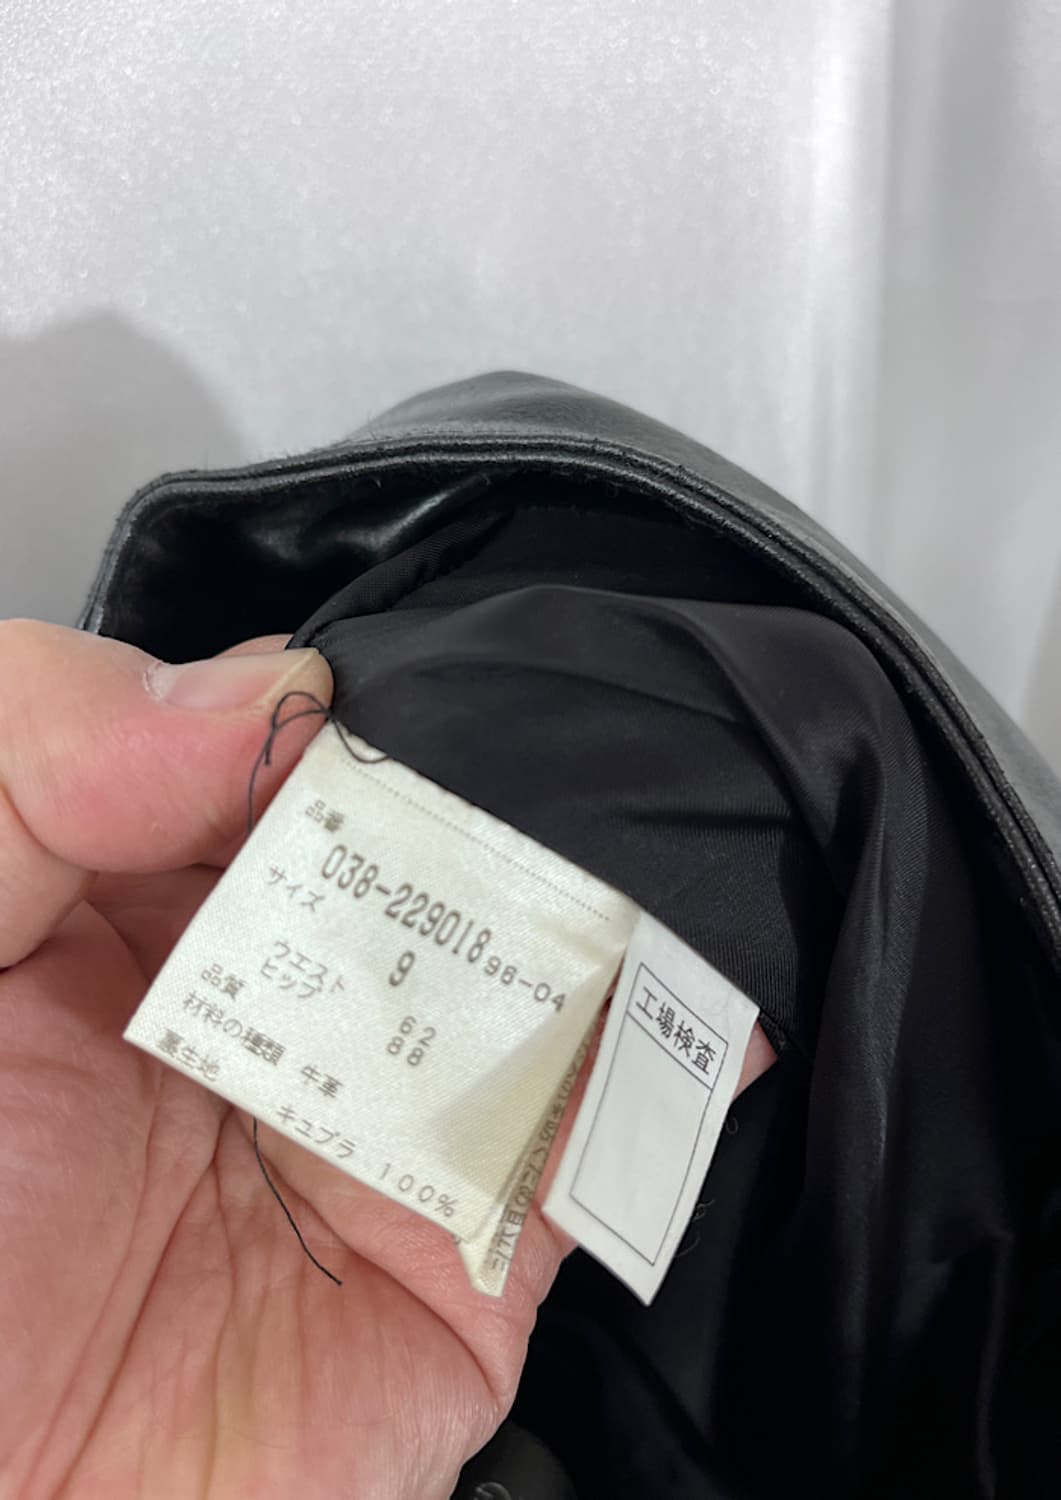 品番
038-229018 96-04
サイズ 9
ウエスト 62
ヒップ 88
品質
材料の種類 牛革
裏生地
キュプラ 100%
工場検査